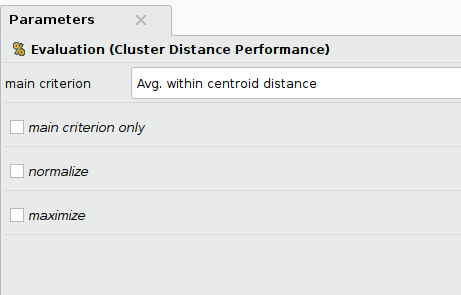 Parameters
Evaluation (Cluster Distance Performance)
main criterion Avg. within centroid distance
main criterion only
normalize
maximize